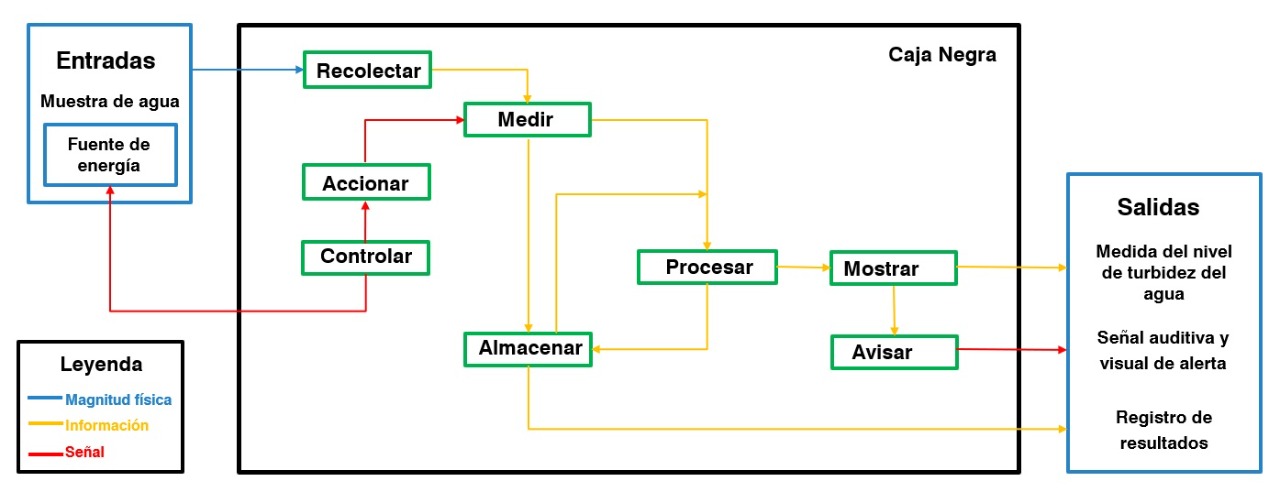 Entradas
Muestra de agua
Fuente de
energía
Caja Negra
Recolectar
Medir
Accionar
Controlar
Procesar
Mostrar
Almacenar
Avisar
Salidas
Medida del nivel
de turbidez del
agua
Señal auditiva y
visual de alerta
Registro de
resultados
Leyenda
Magnitud física
Información
Señal